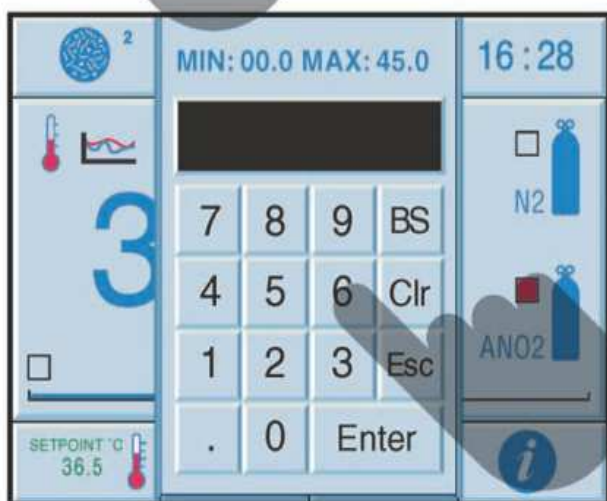 2
MIN: 00.0 MAX: 45.0
16:28
3
N2
ANO2
7 8 9 BS
4 5 6 Clr
1 2 3 Esc
. 0 Enter
SETPOINT °C
36.5
i